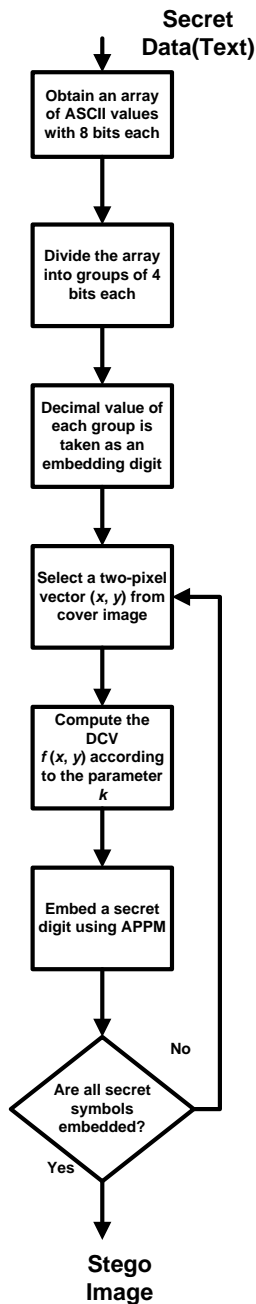 Secret
Data(Text)
Obtain an array
of ASCII values
with 8 bits each
Divide the array
into groups of 4
bits each
Decimal value of
each group is
taken as an
embedding digit
Select a two-pixel
vector (x, y) from
cover image
Compute the
DCV
f (x, y) according
to the parameter
k
Embed a secret
digit using APPM
No
Are all secret
symbols
embedded?
Yes
Stego
Image